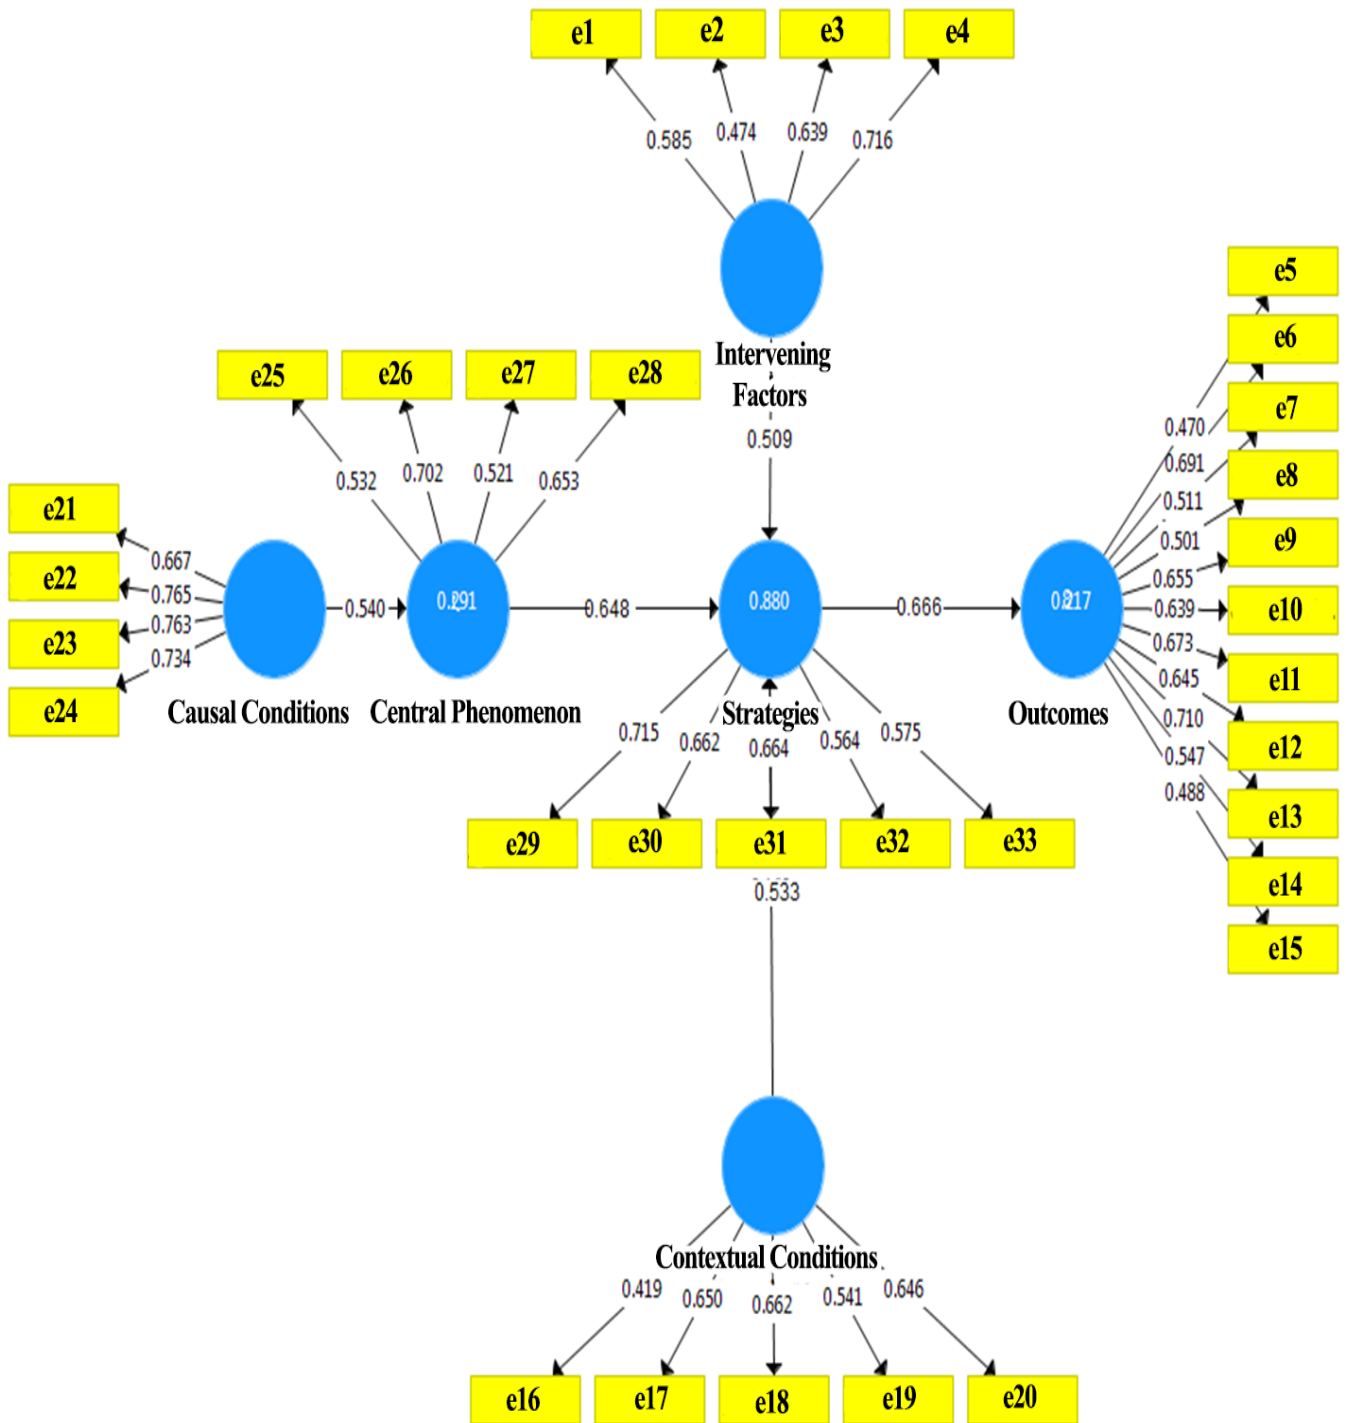 e1 e2 e3 e4
0.585 0.474 0.639 0.716
Intervening
Factors
0.509
e25 e26 e27 e28
0.532 0.702 0.521 0.653
e21
e22
e23
e24
0.667
0.765
0.763
0.734
Causal Conditions
0.540
Central Phenomenon
0.648
0.880
Strategies
0.666
Outcomes
e5
e6
e7
e8
e9
e10
e11
e12
e13
e14
e15
0.470
0.691
0.511
0.501
0.655
0.639
0.673
0.645
0.710
0.547
0.488
0.715 0.662 0.664 0.564 0.575
e29 e30 e31 e32 e33
0.533
Contextual Conditions
0.419 0.650 0.662 0.541 0.646
e16 e17 e18 e19 e20